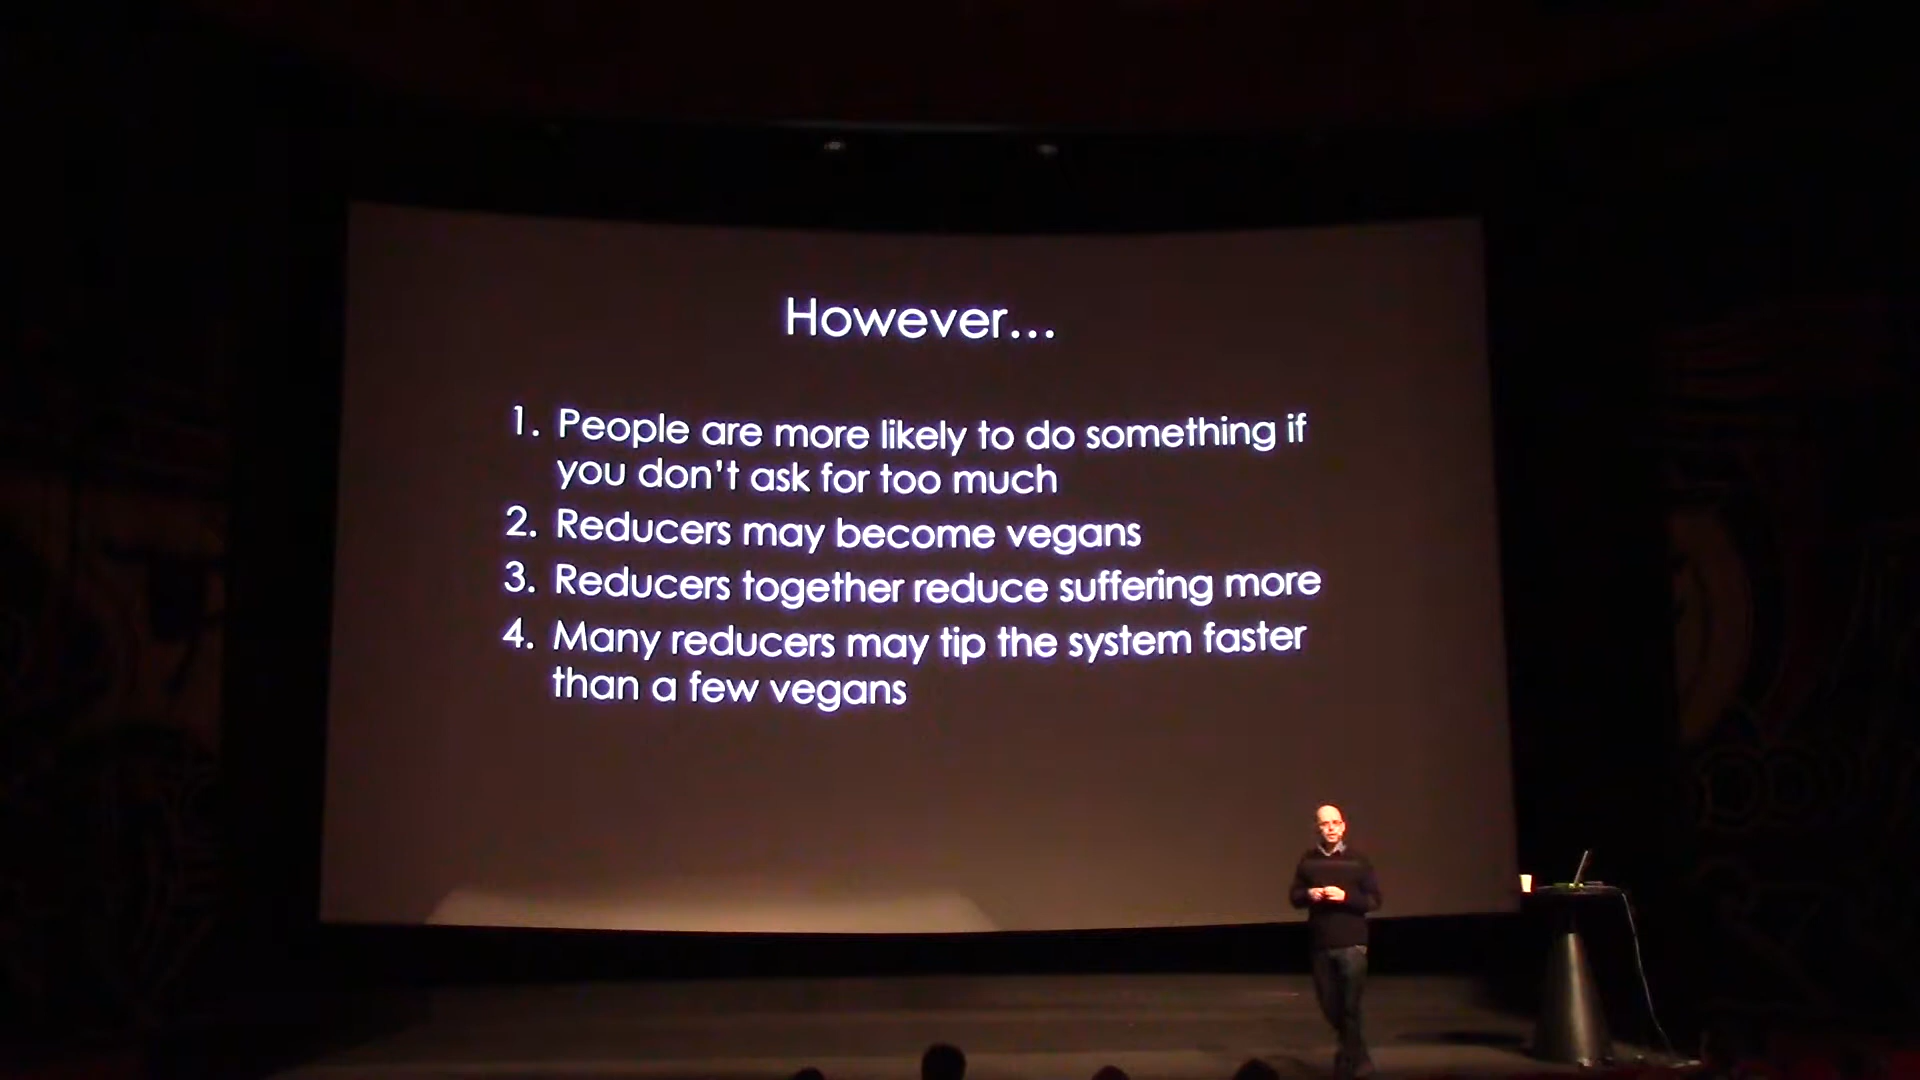 However...
1. People are more likely to do something if
you don't ask for too much
2. Reducers may become vegans
3. Reducers together reduce suffering more
4. Many reducers may tip the system faster
than a few vegans